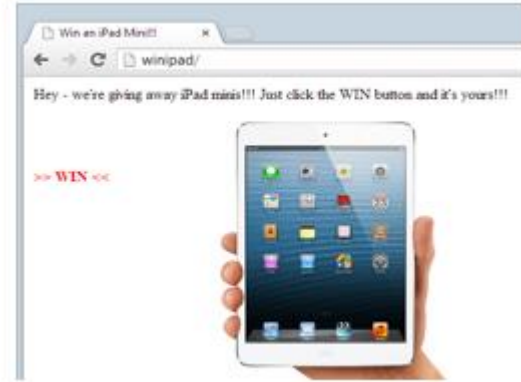 Win an iPad Mini!!!
winipad/
Hey - we're giving away iPad minis!!! Just click the WIN button and it's yours!!!
>> WIN <<